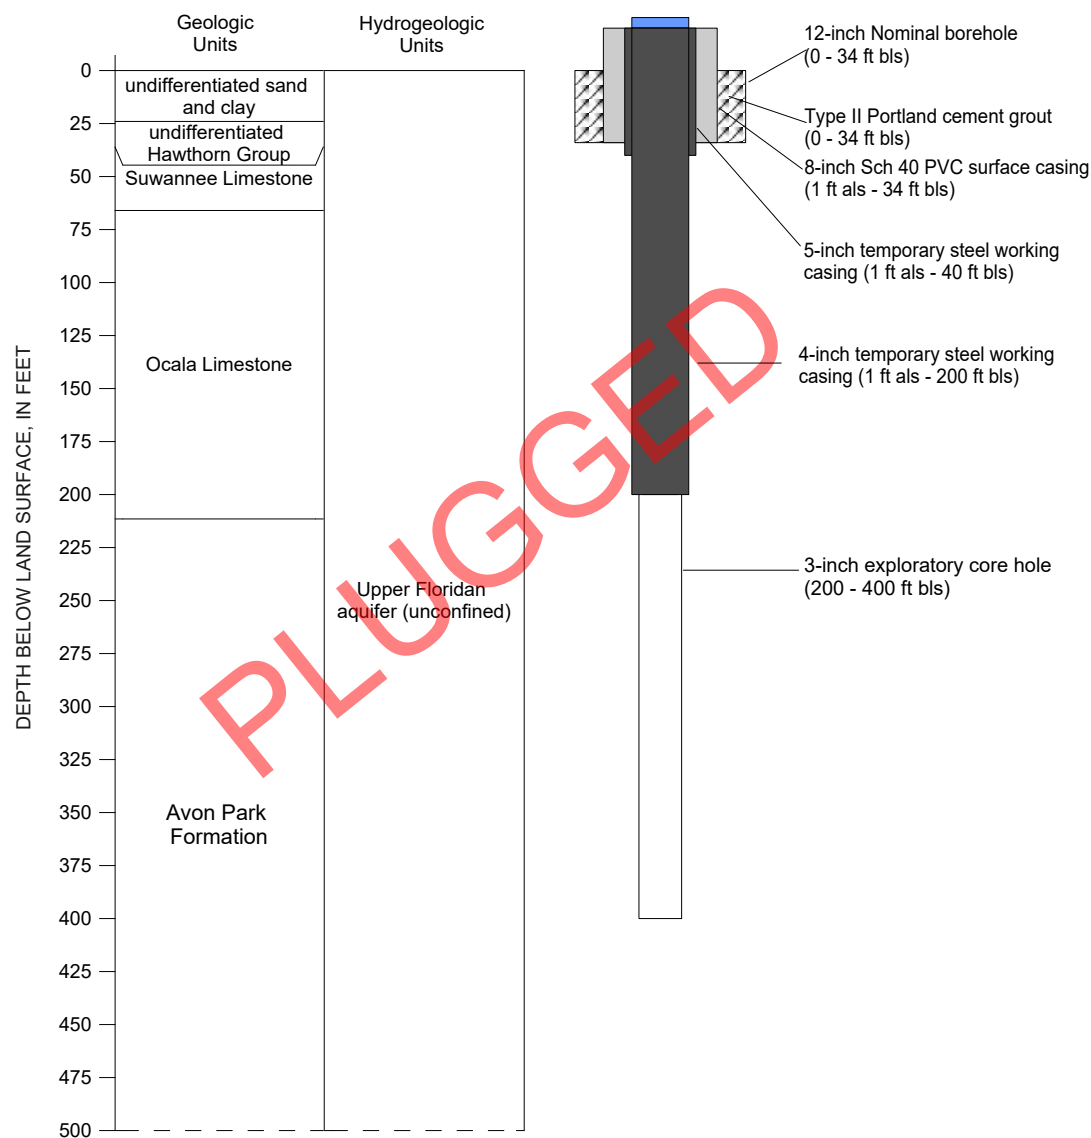 Geologic
Units
Hydrogeologic
Units
DEPTH BELOW LAND SURFACE, IN FEET
0
25
50
75
100
125
150
175
200
225
250
275
300
325
350
375
400
425
450
475
500
undifferentiated sand
and clay
undifferentiated
Hawthorn Group
Suwannee Limestone
Ocala Limestone
Avon Park
Formation
Upper Floridan
aquifer (unconfined)
PLUGGED
12-inch Nominal borehole
(0 - 34 ft bls)
Type II Portland cement grout
(0 - 34 ft bls)
8-inch Sch 40 PVC surface casing
(1 ft als - 34 ft bls)
5-inch temporary steel working
casing (1 ft als - 40 ft bls)
4-inch temporary steel working
casing (1 ft als - 200 ft bls)
3-inch exploratory core hole
(200 - 400 ft bls)